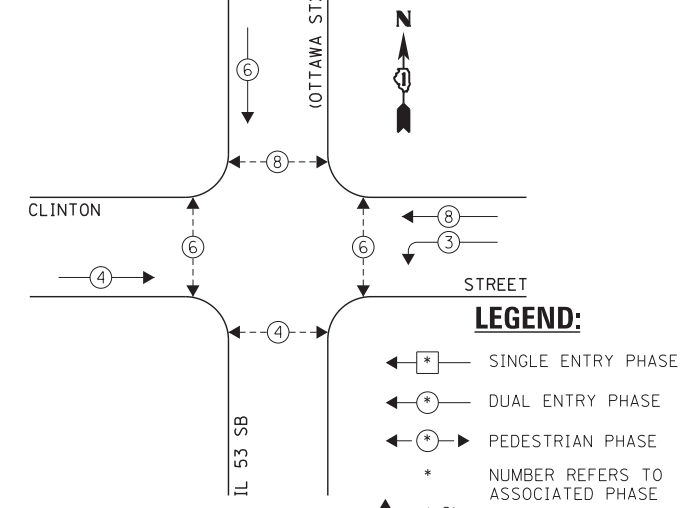 (OTTAWA ST
N
1
6
8
CLINTON
8
6
6
3
4
STREET
LEGEND:
4
* SINGLE ENTRY PHASE
* DUAL ENTRY PHASE
IL 53 SB
* PEDESTRIAN PHASE
* NUMBER REFERS TO
ASSOCIATED PHASE